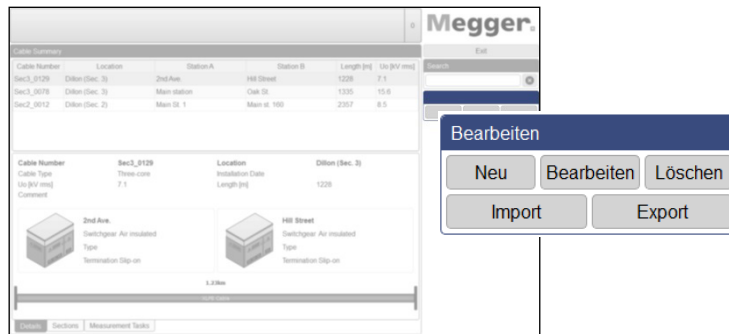 0
Megger.
Cable Summary
Exit
Cable Number Location Station A Station B Length [m] Uo [kV rms]
Search
Sec3_0129 Dillon (Sec. 3) 2nd Ave Hill Street 1228 7.1
Sec3_0078 Dillon (Sec. 3) Main station Oak St. 1335 15.6
Sec2_0012 Dillon (Sec. 2) Main St. 1 Main st. 160 2357 8.5
Bearbeiten
Neu Bearbeiten Löschen
Import Export
Cable Number Sec3_0129 Location Dillon (Sec. 3)
Cable Type Three-core Installation Date
Uo [kV rms] 7.1 Length [m] 1228
Comment
2nd Ave. Hill Street
Switchgear Air insulated Switchgear Air insulated
Type Type
Termination Slip-on Termination Slip-on
1.23km
Details Sections Measurement Tasks